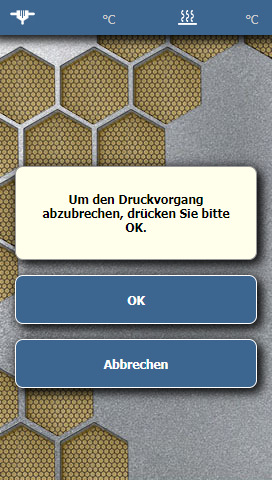 °C °C
Um den Druckvorgang
abzubrechen, drücken Sie bitte
OK.
OK
Abbrechen